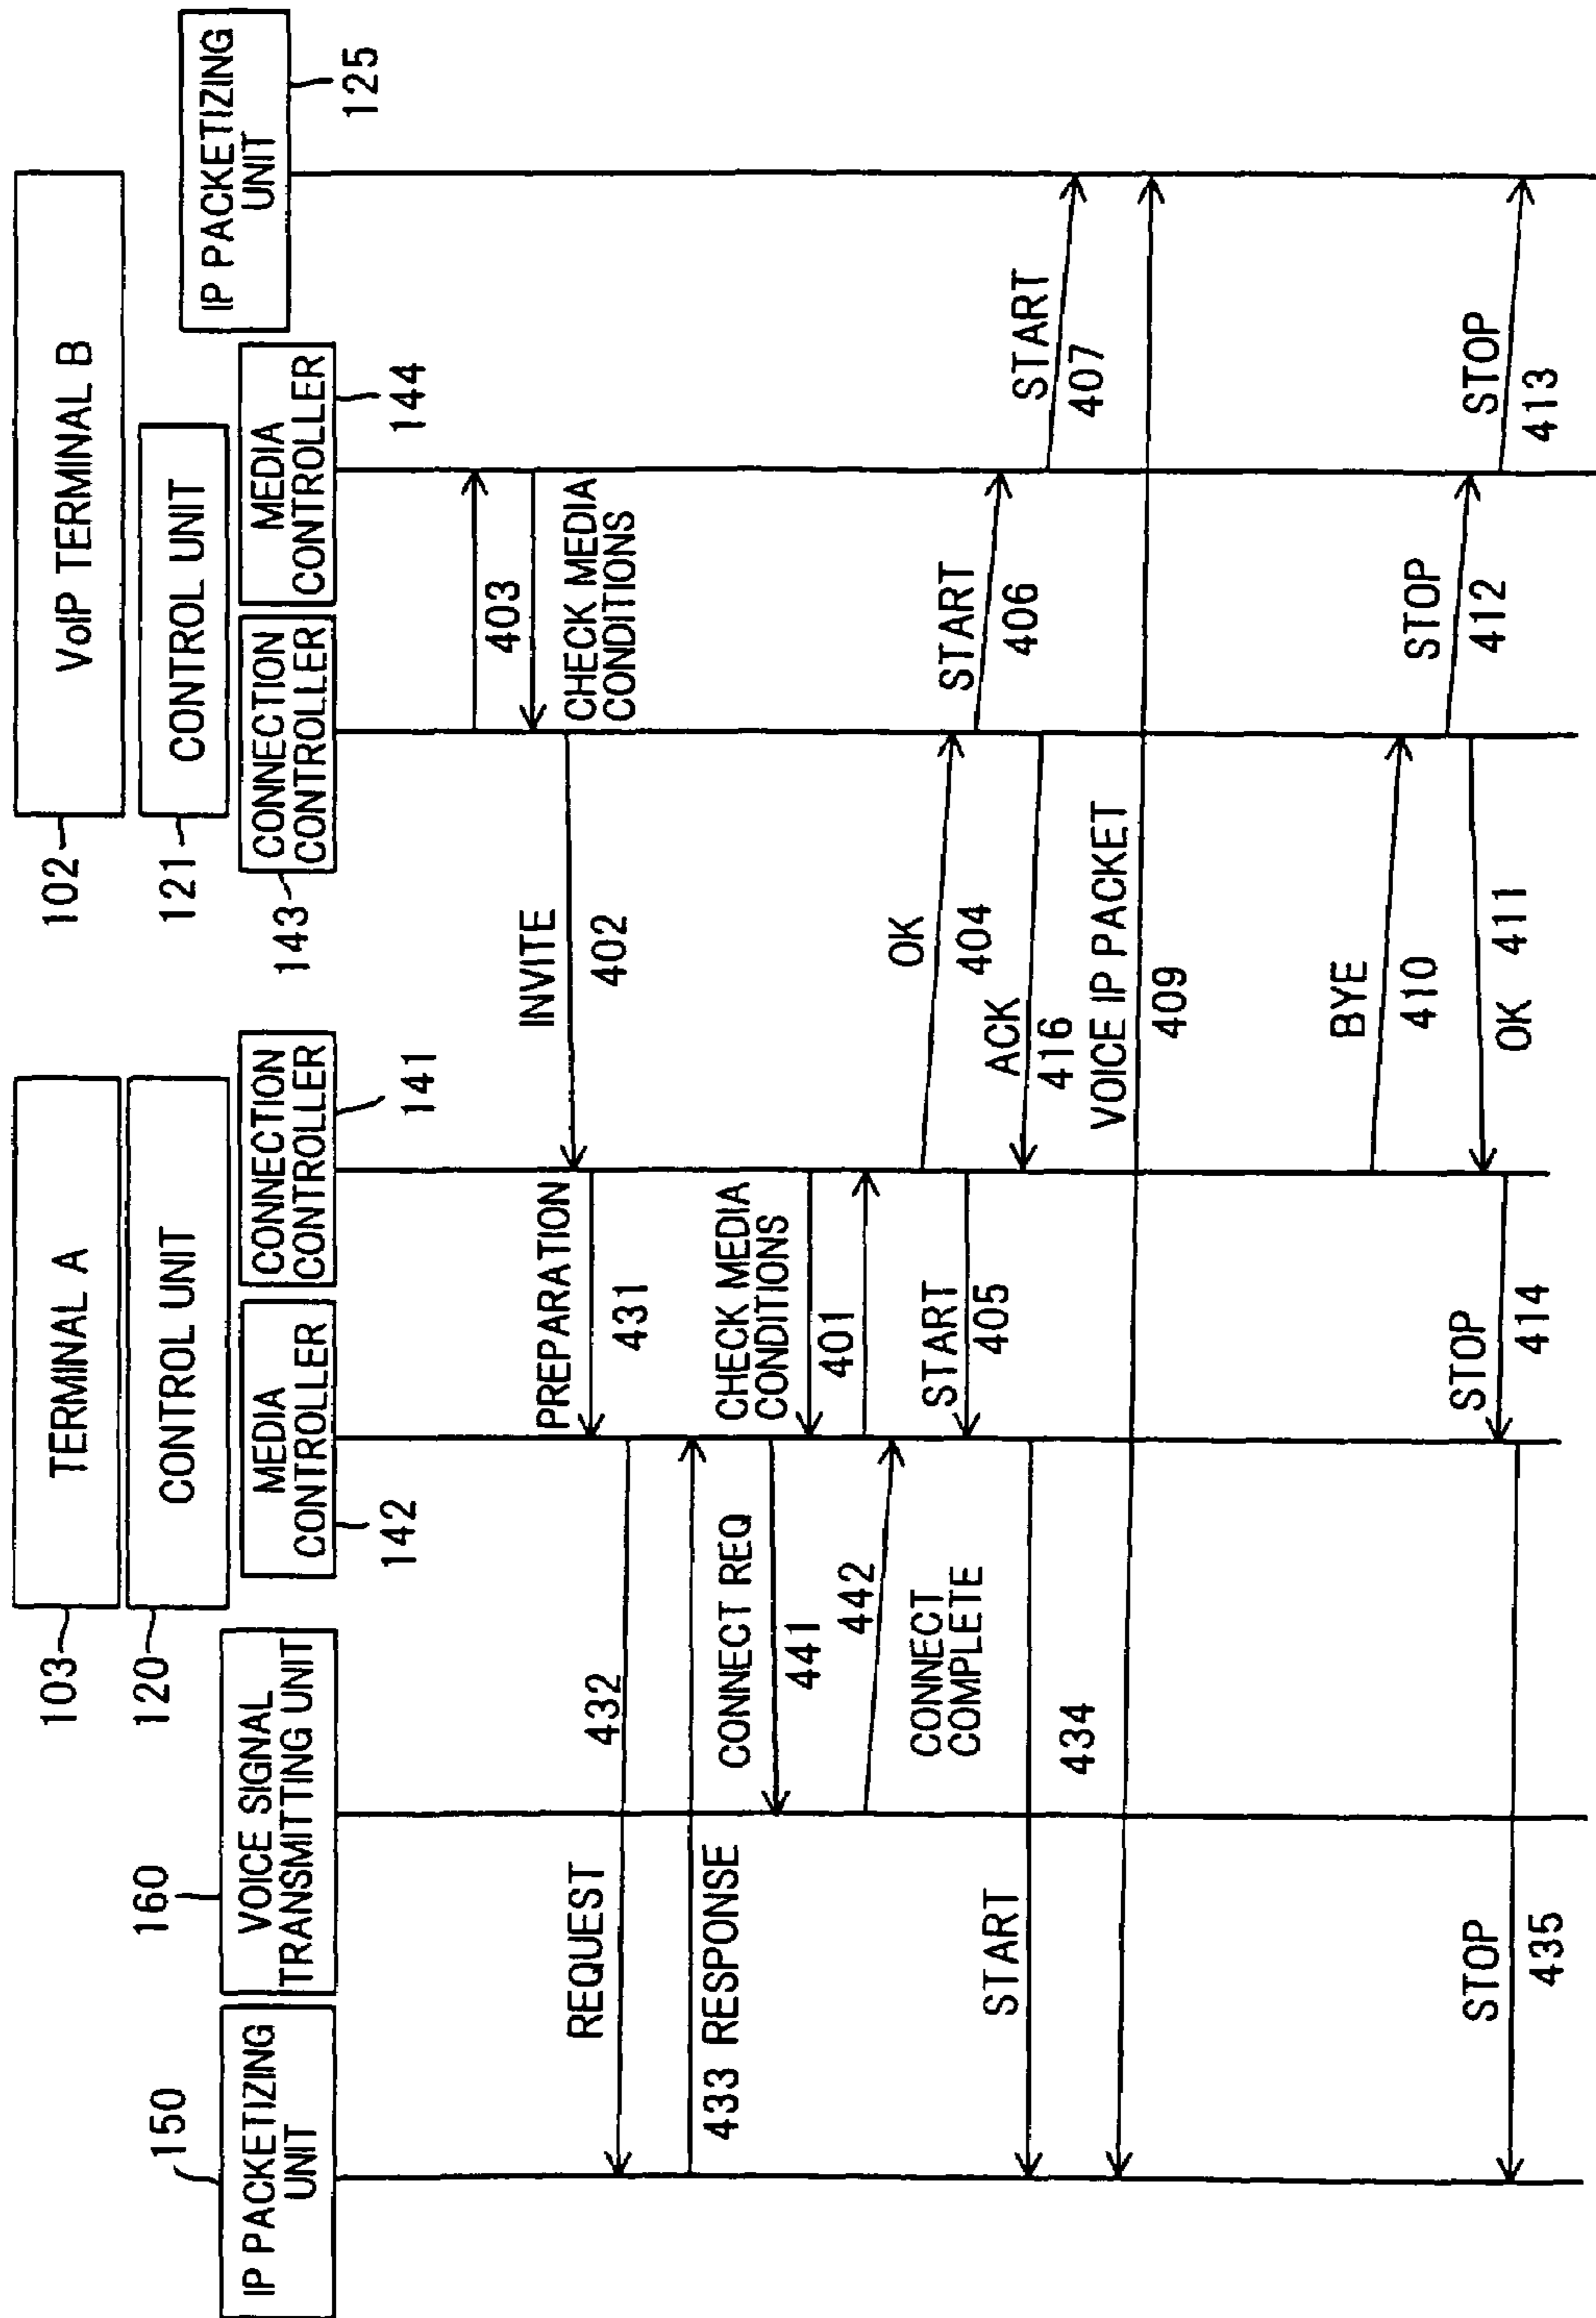 TERMINAL A
103
VoIP TERMINAL B
102
CONTROL UNIT
120
CONTROL UNIT
121
150
IP PACKETIZING
UNIT
160
VOICE SIGNAL
TRANSMITTING UNIT
MEDIA
CONTROLLER
142
CONNECTION
CONTROLLER
141
CONNECTION
CONTROLLER
143
MEDIA
CONTROLLER
144
IP PACKETIZING
UNIT
125
403
CHECK MEDIA
CONDITIONS
INVITE
402
PREPARATION
431
REQUEST
432
433 RESPONSE
CONNECT REQ
441
CHECK MEDIA
CONDITIONS
401
442
CONNECT
COMPLETE
OK
404
START
405
START
406
ACK
416
START
407
START
434
VOICE IP PACKET
409
BYE
410
STOP
412
OK
411
STOP
413
STOP
414
STOP
435